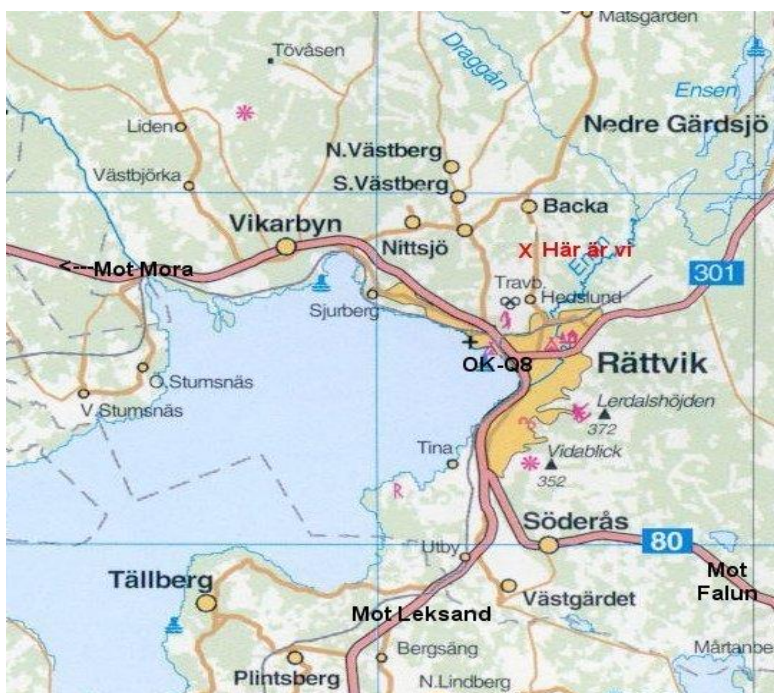 Matsgården
Tövåsen
Draggån
Ensen
Liden
Nedre Gärdsjö
N.Västberg
Västbjörka
S.Västberg
Backa
Vikarbyn
Nittsjö
X Här är vi
Enån
<---Mot Mora
301
Travb.
Sjurberg
Hedslund
OK-Q8
Rättvik
Ö.Stumsnäs
V.Stumsnäs
Lerdalshöjden
372
Tina
Vidablick
352
R
Söderås
80
Utby
Mot
Falun
Tällberg
Västgärdet
Mot Leksand
Bergsäng
Mårtanbe
Plintsberg
N.Lindberg